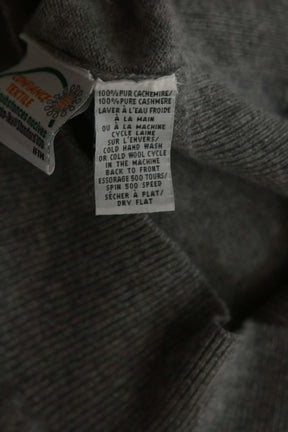 CONFIANCE
TEXTILE
100% PUR CACHEMIRE/
100% PURE CASHMERE
LAVER À L'EAU FROIDE
À LA MAIN
OU À LA MACHINE
CYCLE LAINE
SUR L'ENVERS/
COLD HAND WASH
OR COLD WOOL CYCLE
IN THE MACHINE
BACK TO FRONT
ESSORAGE 500 TOURS/
SPIN 500 SPEED
SÉCHER À PLAT/
DRY FLAT